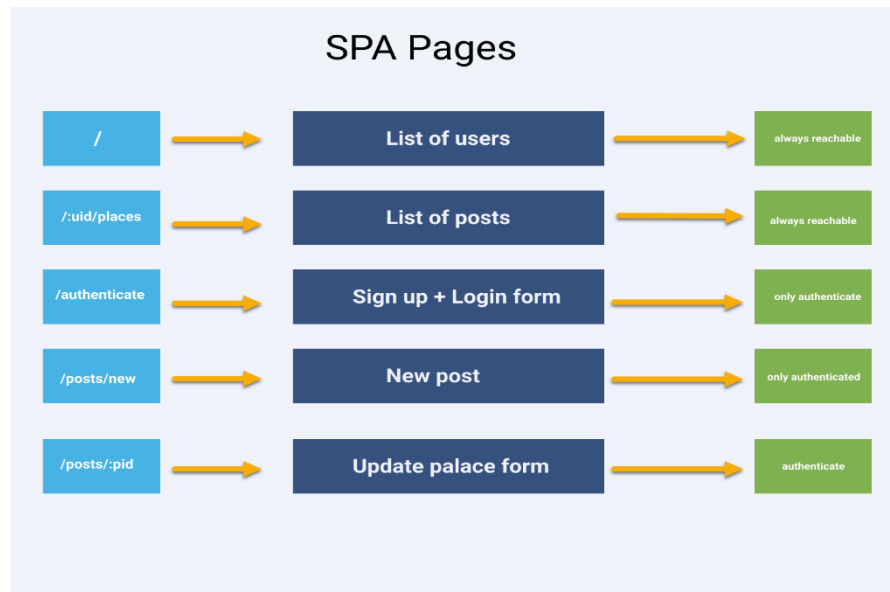 SPA Pages
/
List of users
always reachable
/:uid/places
List of posts
always reachable
/authenticate
Sign up + Login form
only authenticate
/posts/new
New post
only authenticated
/posts/:pid
Update palace form
authenticate